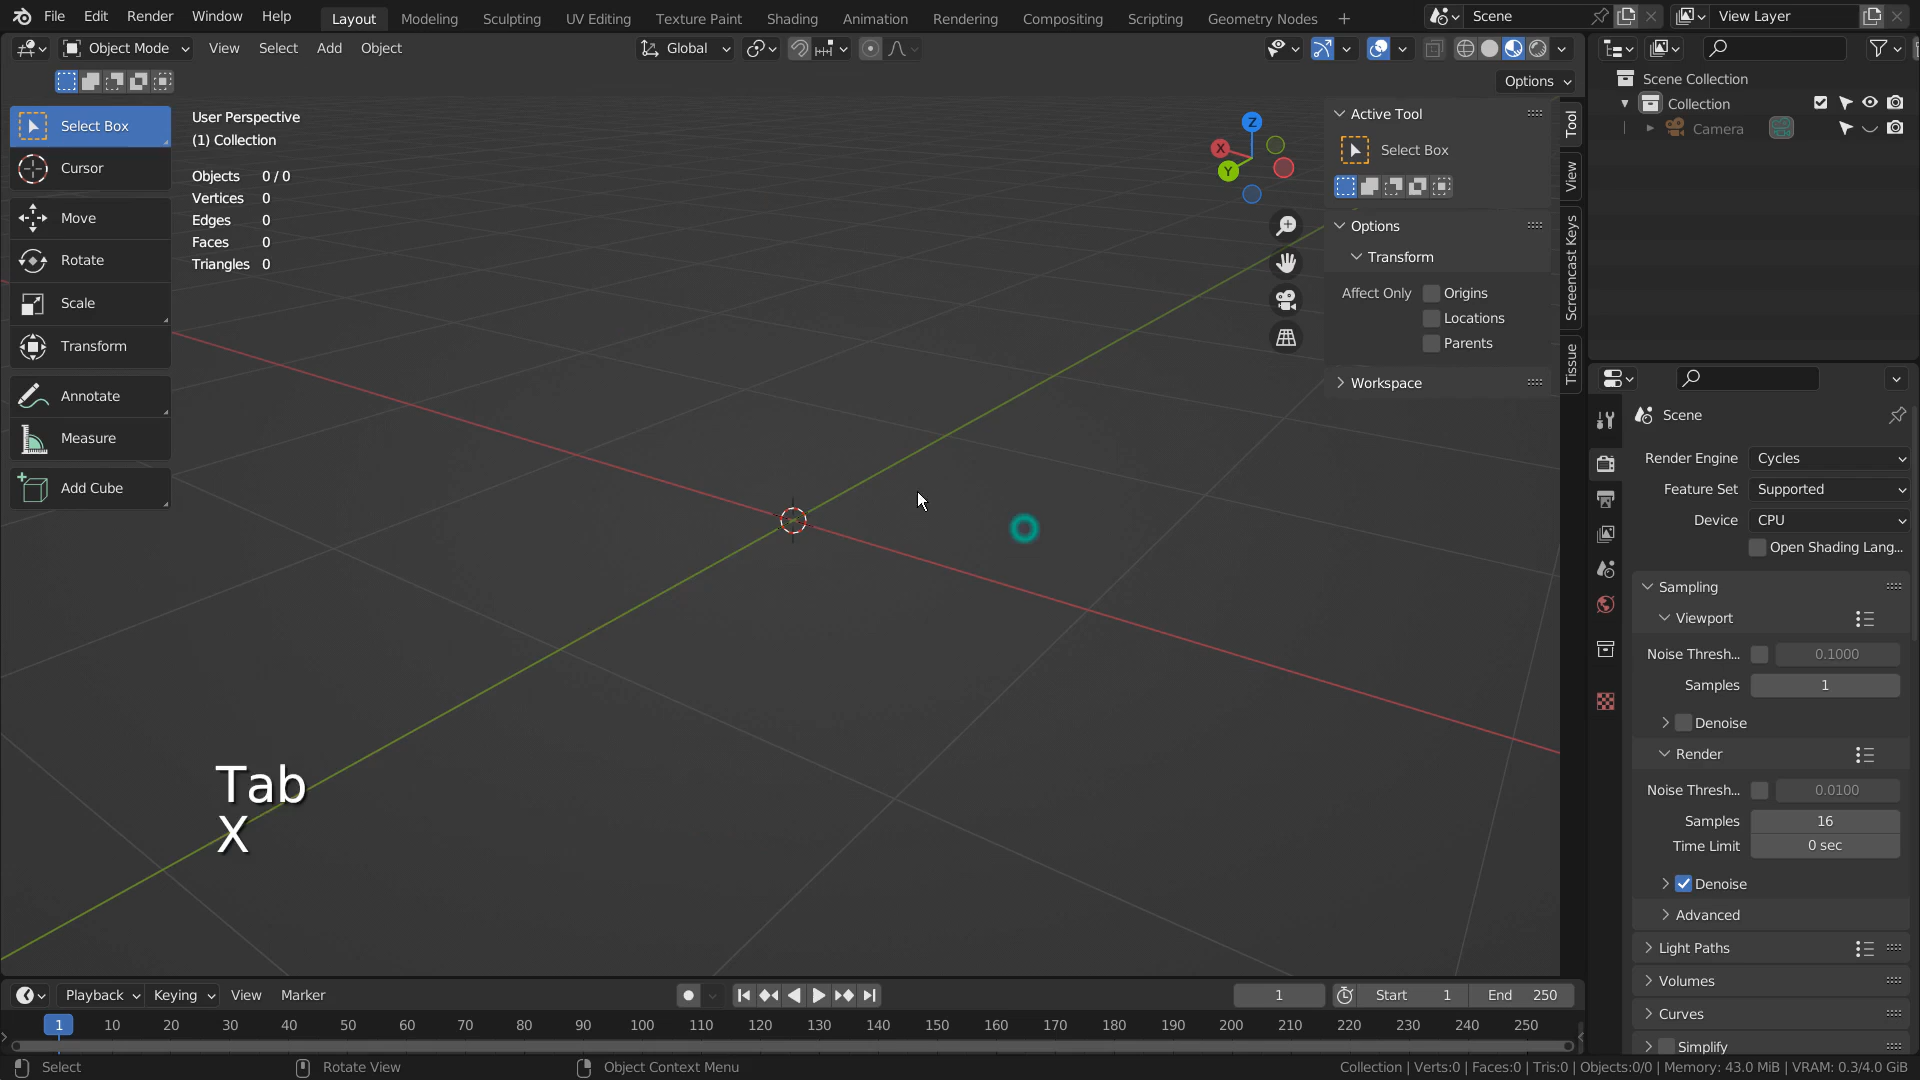 File Edit Render Window Help Layout Modeling Sculpting UV Editing Texture Paint Shading Animation Rendering Compositing Scripting Geometry Nodes + Scene View Layer
Object Mode View Select Add Object Global
Options
Select Box
Cursor
Move
Rotate
Scale
Transform
Annotate
Measure
Add Cube
User Perspective
(1) Collection
Objects 0 / 0
Vertices 0
Edges 0
Faces 0
Triangles 0
Z
X
Y
Active Tool
Select Box
Options
Transform
Affect Only Origins
Locations
Parents
Workspace
Tool
View
Screencast Keys
Tissue
Tab
X
Scene Collection
Collection
Camera
Scene
Render Engine Cycles
Feature Set Supported
Device CPU
Open Shading Lang...
Sampling
Viewport
Noise Thresh... 0.1000
Samples 1
Denoise
Render
Noise Thresh... 0.0100
Samples 16
Time Limit 0 sec
Denoise
Advanced
Light Paths
Volumes
Curves
Simplify
Playback Keying View Marker 1 Start 1 End 250
1 10 20 30 40 50 60 70 80 90 100 110 120 130 140 150 160 170 180 190 200 210 220 230 240 250
Select Rotate View Object Context Menu Collection | Verts:0 | Faces:0 | Tris:0 | Objects:0/0 | Memory: 43.0 MiB | VRAM: 0.3/4.0 GiB